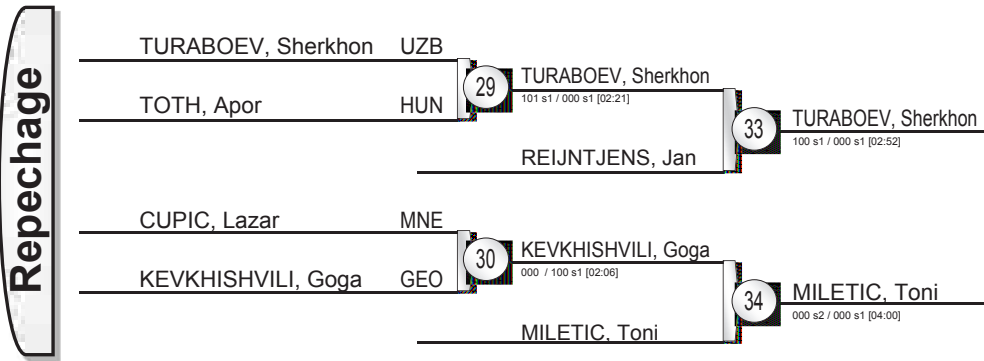 Repechage
TURABOEV, Sherkhon UZB
TOTH, Apor HUN
29
TURABOEV, Sherkhon
101 s1 / 000 s1 [02:21]
REIJNTJENS, Jan
33
TURABOEV, Sherkhon
100 s1 / 000 s1 [02:52]
CUPIC, Lazar MNE
KEVKHISHVILI, Goga GEO
30
KEVKHISHVILI, Goga
000 / 100 s1 [02:06]
MILETIC, Toni
34
MILETIC, Toni
000 s2 / 000 s1 [04:00]